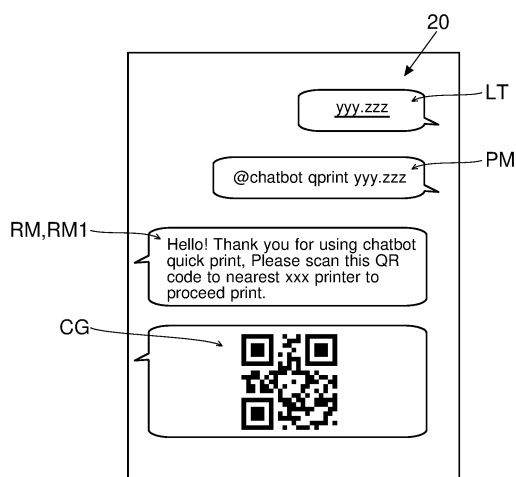 20
yyy.zzz
LT
@chatbot qprint yyy.zzz
PM
RM,RM1
Hello! Thank you for using chatbot
quick print, Please scan this QR
code to nearest xxx printer to
proceed print.
CG